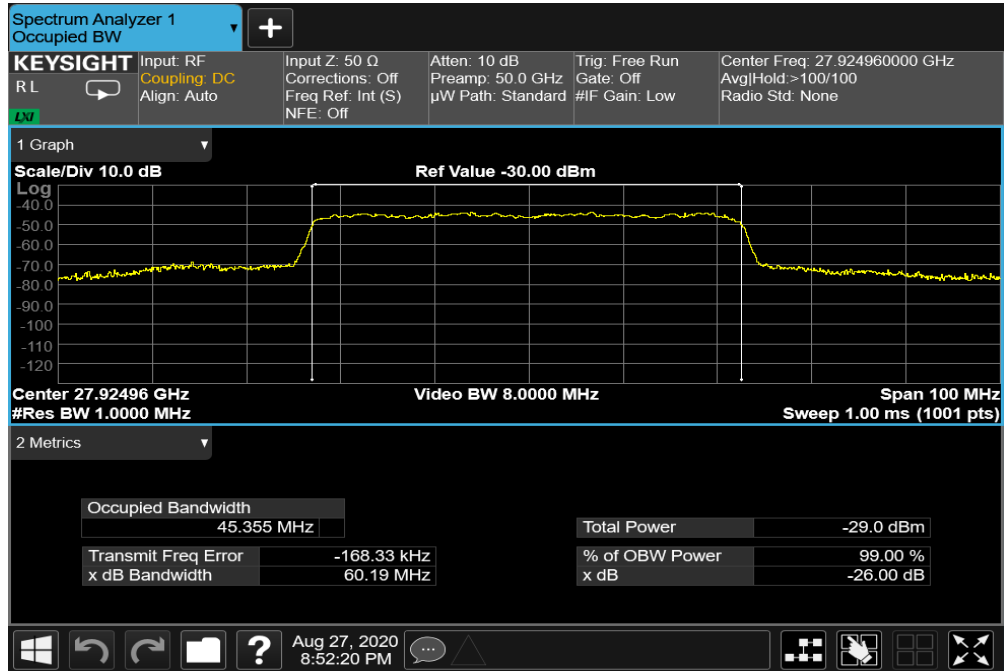 Spectrum Analyzer 1
Occupied BW
KEYSIGHT
R L
LXI
Input: RF
Coupling: DC
Align: Auto
Input Z: 50 Ω
Corrections: Off
Freq Ref: Int (S)
NFE: Off
Atten: 10 dB
Preamp: 50.0 GHz
µW Path: Standard
Trig: Free Run
Gate: Off
#IF Gain: Low
Center Freq: 27.924960000 GHz
Avg|Hold:>100/100
Radio Std: None
1 Graph
Scale/Div 10.0 dB
Ref Value -30.00 dBm
Log
-40.0
-50.0
-60.0
-70.0
-80.0
-90.0
-100
-110
-120
Center 27.92496 GHz
Video BW 8.0000 MHz
Span 100 MHz
#Res BW 1.0000 MHz
Sweep 1.00 ms (1001 pts)
2 Metrics
Occupied Bandwidth
45.355 MHz
Total Power -29.0 dBm
Transmit Freq Error -168.33 kHz
% of OBW Power 99.00 %
x dB Bandwidth 60.19 MHz
x dB -26.00 dB
?
Aug 27, 2020
8:52:20 PM